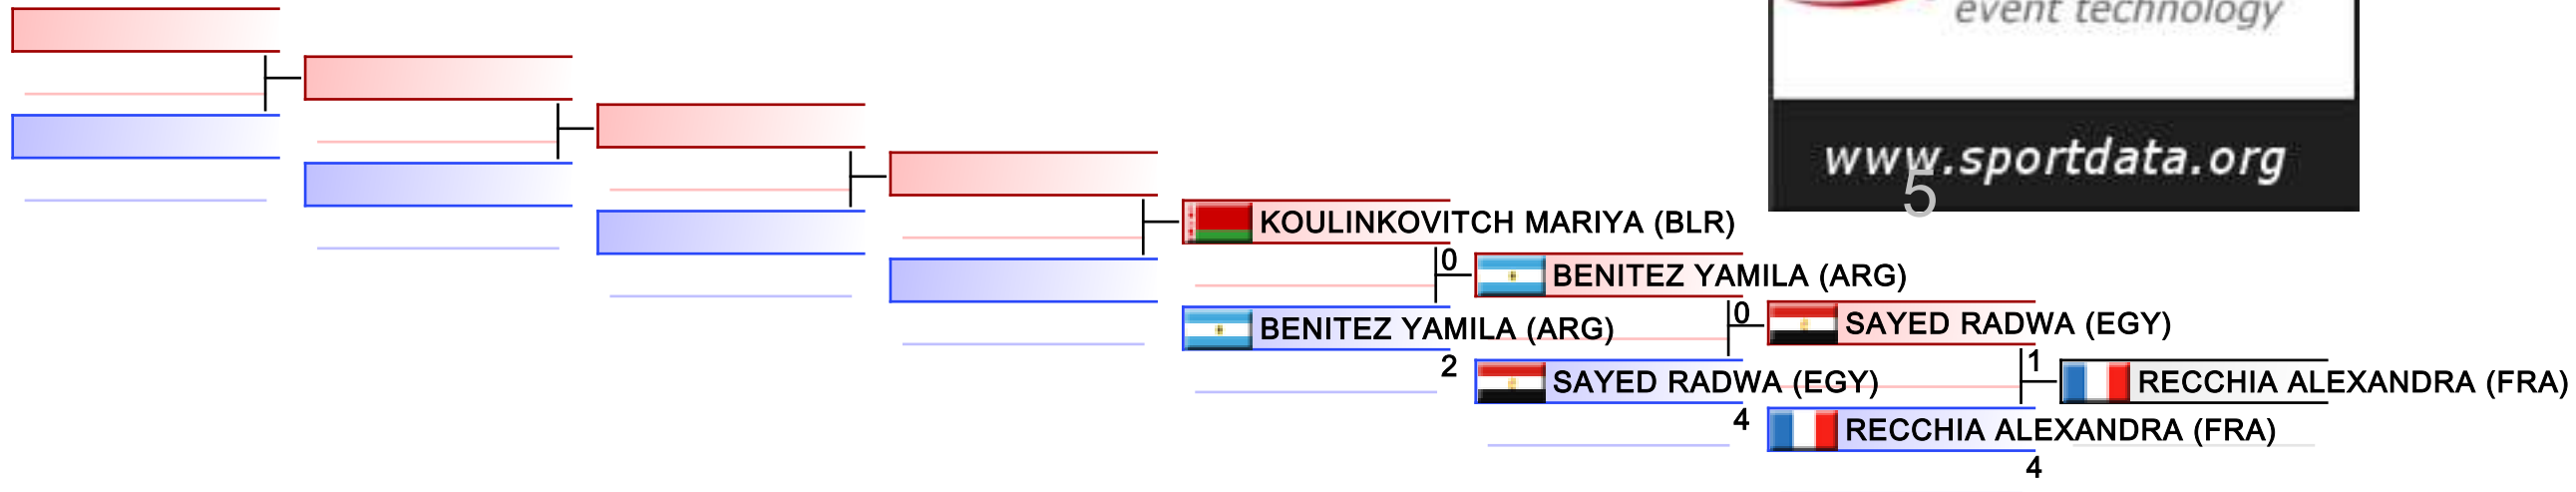 event technology
www.sportdata.org
5
KOULINKOVITCH MARIYA (BLR)
0
BENITEZ YAMILA (ARG)
BENITEZ YAMILA (ARG)
2
0
SAYED RADWA (EGY)
SAYED RADWA (EGY)
4
1
RECCHIA ALEXANDRA (FRA)
RECCHIA ALEXANDRA (FRA)
4